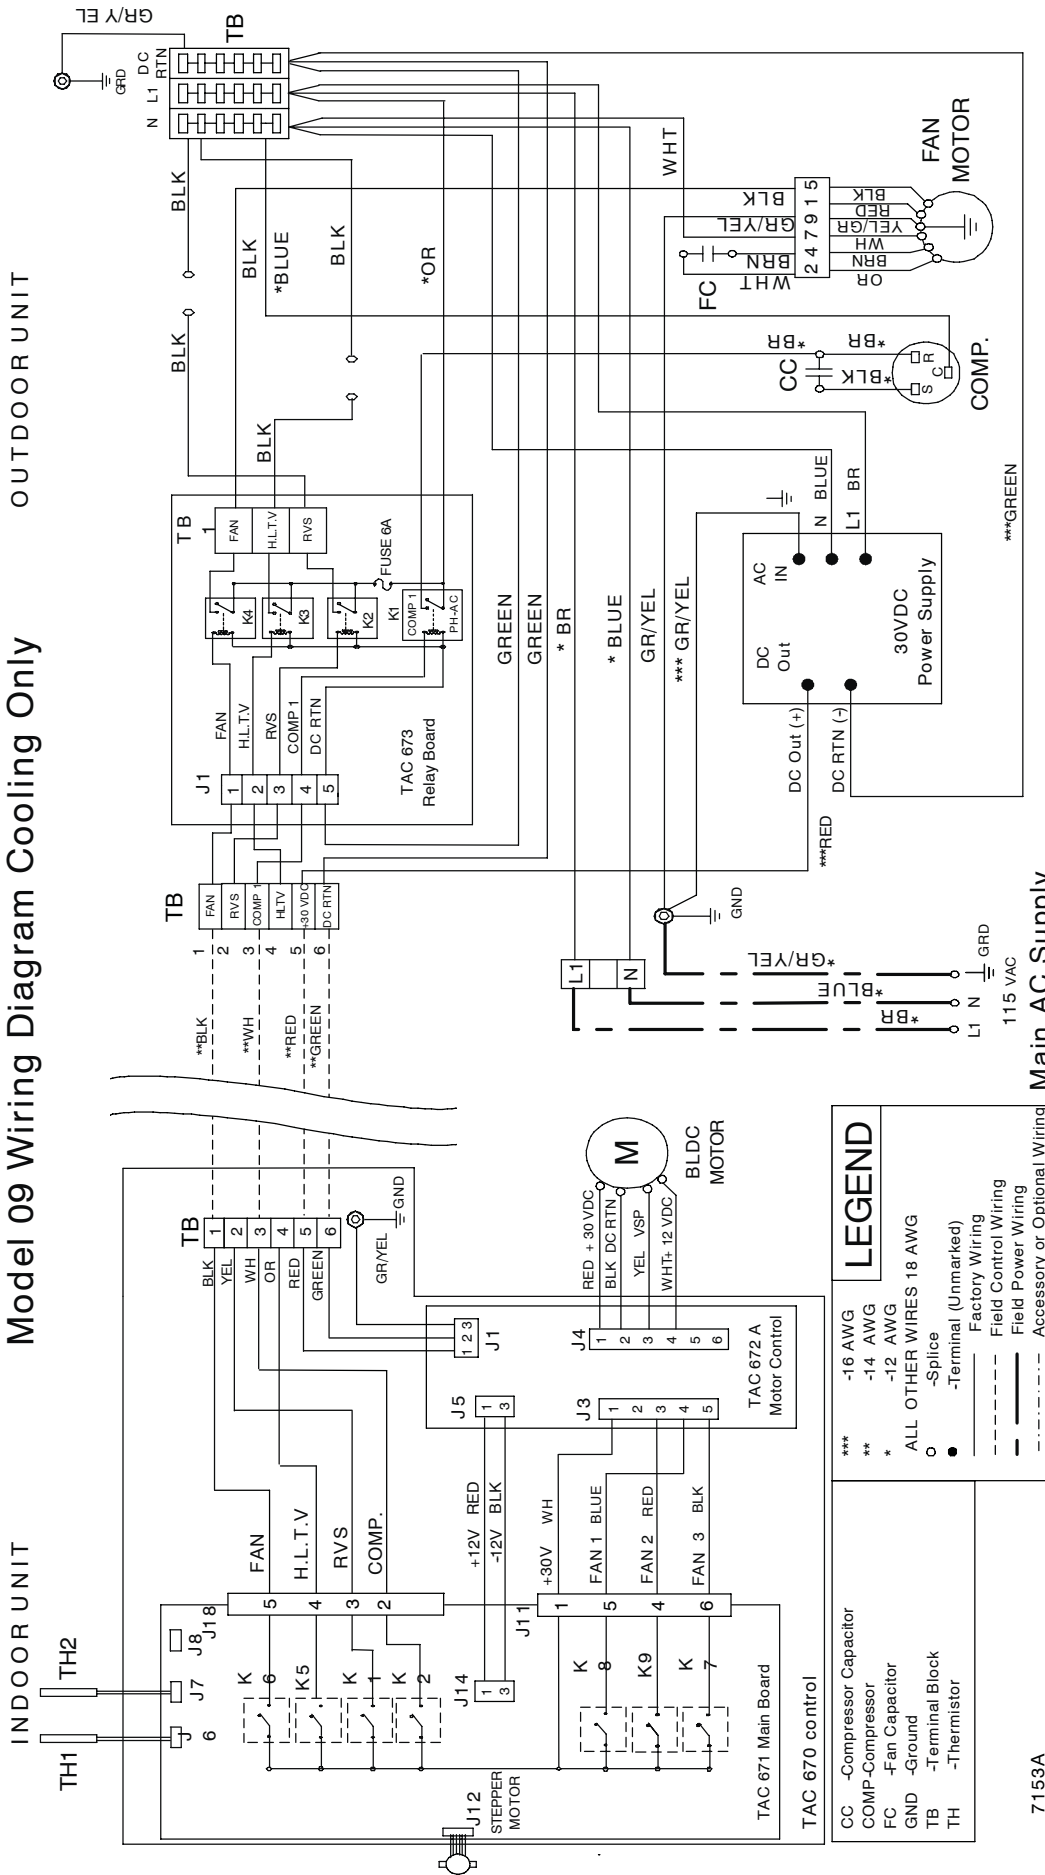 Model 09 Wiring Diagram Cooling Only
INDOOR UNIT
OUTDOOR UNIT
TH1
TH2
J 6
J7
J8
J18
5
4
3
2
K 6
K5
K 1
K 2
FAN
H.L.T.V
RVS
COMP.
J12
STEPPER
MOTOR
J14
1
3
+12V RED
-12V BLK
J5
1
3
J11
1
5
4
6
K 8
K9
K 7
+30V WH
FAN 1 BLUE
FAN 2 RED
FAN 3 BLK
J3
1
2
3
4
5
TAC 671 Main Board
TAC 670 control
TAC 672 A
Motor Control
J4
1
2
3
4
5
6
RED + 30 VDC
BLK DC RTN
YEL VSP
WHT+ 12 VDC
M
BLDC
MOTOR
J1
1 2 3
GR/YEL
GND
TB
1
2
3
4
5
6
BLK
YEL
WH
OR
RED
GREEN
**BLK
**WH
**RED
**GREEN
TB
1
2
3
4
5
6
FAN
RVS
COMP 1
HLTV
+30 VDC
DC RTN
J1
1
2
3
4
5
FAN
H.L.T.V
RVS
COMP 1
DC RTN
TAC 673
Relay Board
K4
K3
K2
K1
COMP 1
PH-AC
FUSE 6A
TB
1
FAN
H.L.T.V
RVS
BLK
BLK
BLK
BLK
*BLUE
BLK
*OR
GR/YEL
GRD
TB
N
L1
DC
RTN
GREEN
GREEN
* BR
* BLUE
GR/YEL
*** GR/YEL
WHT
BLK
GR/YEL
BRN
WHT
FC
2 4 7 9 1 5
BLK
RED
YEL/GR
WH
BRN
OR
FAN
MOTOR
*BR
*BR
*BLK
CC
S
C
R
COMP.
AC
IN
N BLUE
L1 BR
DC
Out
30VDC
Power Supply
DC Out (+)
DC RTN (-)
***RED
***GREEN
GND
L1
N
*GR/YEL
*BLUE
*BR
L1 N
GRD
115 VAC
Main AC Supply
LEGEND
*** -16 AWG
** -14 AWG
* -12 AWG
ALL OTHER WIRES 18 AWG
-Splice
-Terminal (Unmarked)
Factory Wiring
Field Control Wiring
Field Power Wiring
Accessory or Optional Wiring
CC -Compressor Capacitor
COMP-Compressor
FC -Fan Capacitor
GND -Ground
TB -Terminal Block
TH -Thermistor
7153A